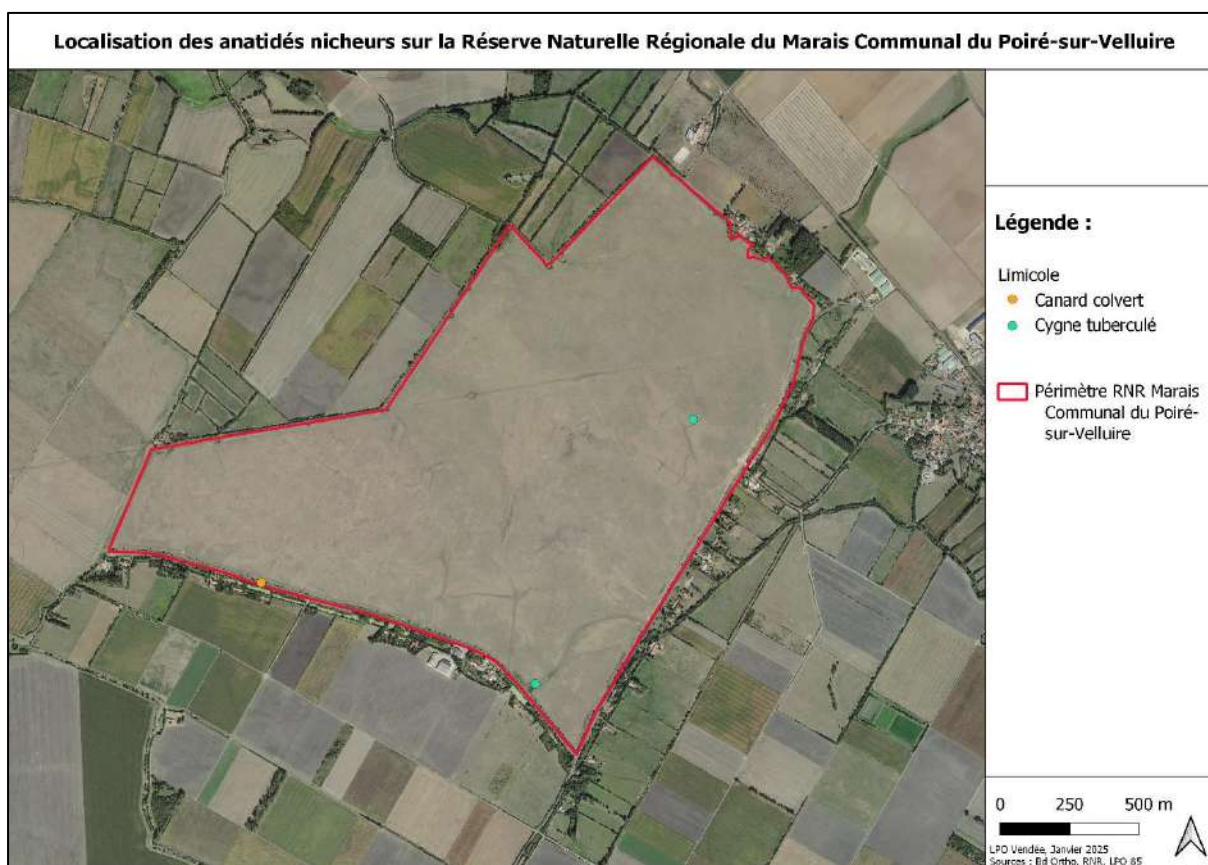 Localisation des anatidés nicheurs sur la Réserve Naturelle Régionale du Marais Communal du Poiré-sur-Velluire
Légende :
Limicole
Canard colvert
Cygne tuberculé
Périmètre RNR Marais
Communal du Poiré-
sur-Velluire
0 250 500 m
LPO Vendée, Janvier 2025
Sources : Bd Ortho, RNR, LPO 85